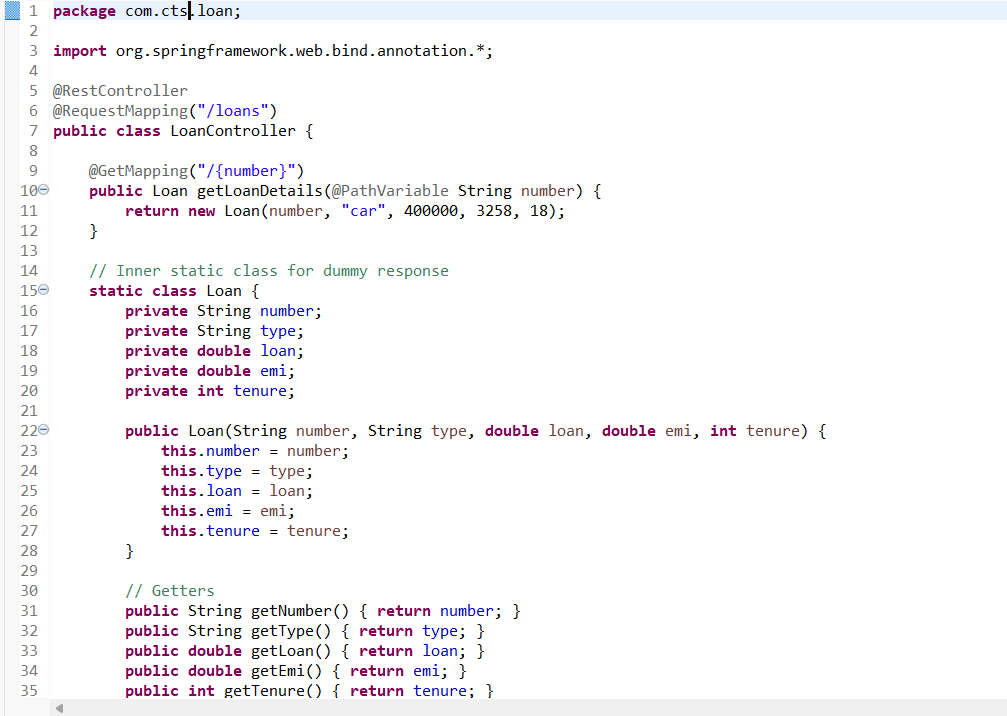 1 package com.cts.loan;
2
3 import org.springframework.web.bind.annotation.*;
4
5 @RestController
6 @RequestMapping("/loans")
7 public class LoanController {
8
9     @GetMapping("/{number}")
10     public Loan getLoanDetails(@PathVariable String number) {
11         return new Loan(number, "car", 400000, 3258, 18);
12     }
13
14     // Inner static class for dummy response
15     static class Loan {
16         private String number;
17         private String type;
18         private double loan;
19         private double emi;
20         private int tenure;
21
22         public Loan(String number, String type, double loan, double emi, int tenure) {
23             this.number = number;
24             this.type = type;
25             this.loan = loan;
26             this.emi = emi;
27             this.tenure = tenure;
28         }
29
30         // Getters
31         public String getNumber() { return number; }
32         public String getType() { return type; }
33         public double getLoan() { return loan; }
34         public double getEmi() { return emi; }
35         public int getTenure() { return tenure; }